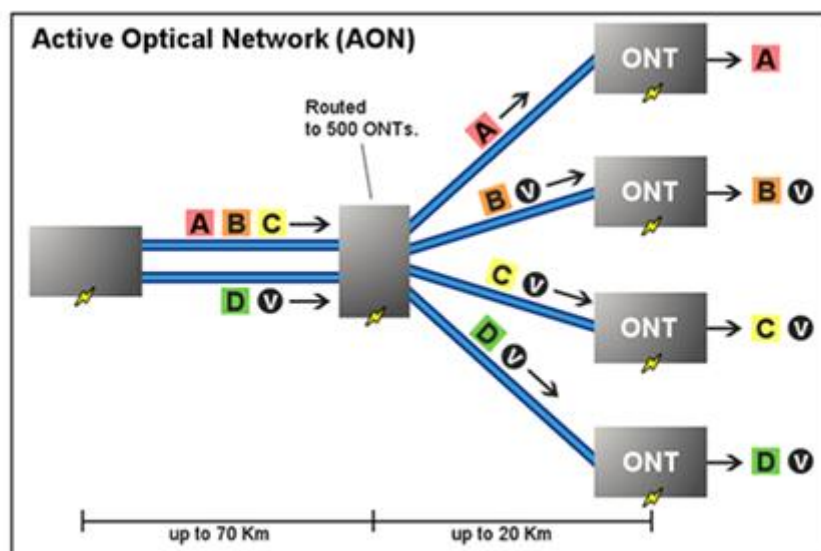 Active Optical Network (AON)
Routed
to 500 ONTs.
A B C
D V
A
B V
C V
D V
ONT
A
ONT
B V
ONT
C V
ONT
D V
up to 70 Km
up to 20 Km